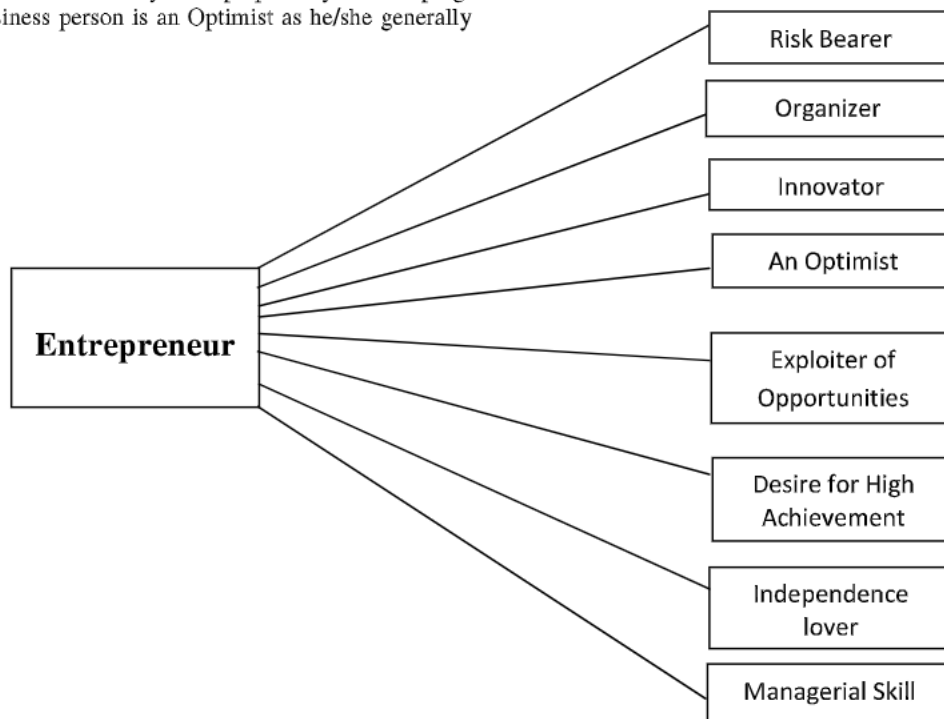 siness person is an Optimist as he/she generally
Risk Bearer
Organizer
Innovator
An Optimist
Entrepreneur
Exploiter of
Opportunities
Desire for High
Achievement
Independence
lover
Managerial Skill